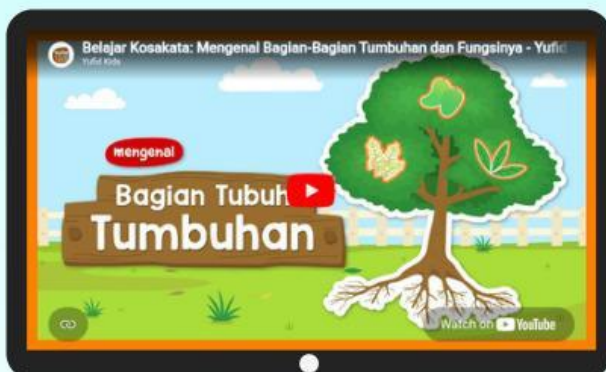 Belajar Kosakata: Mengenal Bagian-Bagian Tumbuhan dan Fungsinya - Yufid
Yufid Kids
mengenal
Bagian Tubuh
Tumbuhan
Watch on YouTube